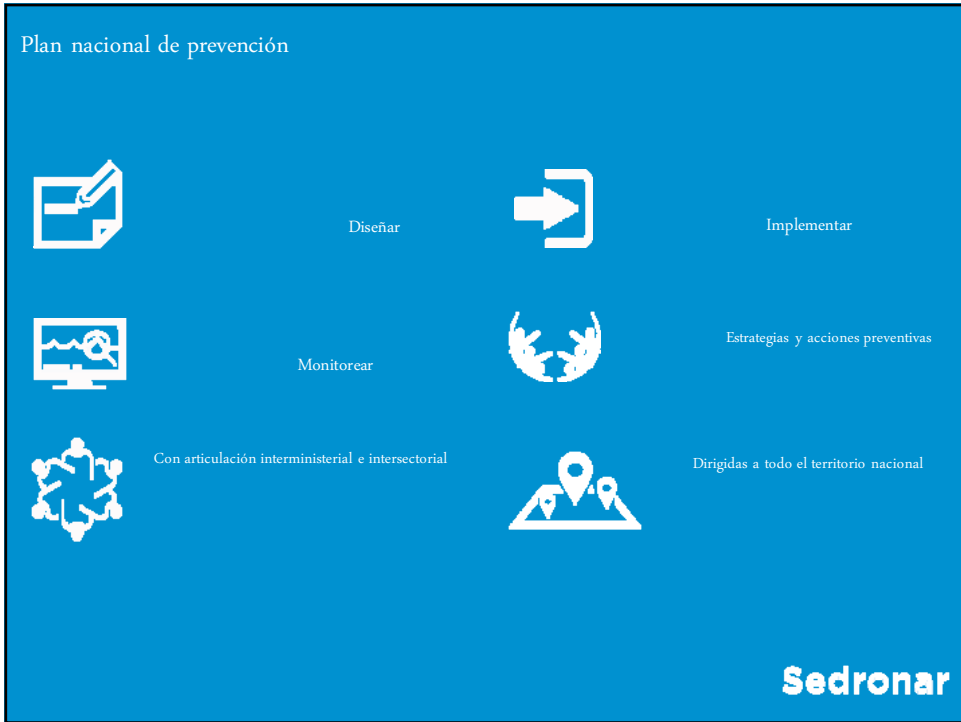 Plan nacional de prevención
Diseñar
Implementar
Monitorear
Estrategias y acciones preventivas
Con articulación interministerial e intersectorial
Dirigidas a todo el territorio nacional
Sedronar